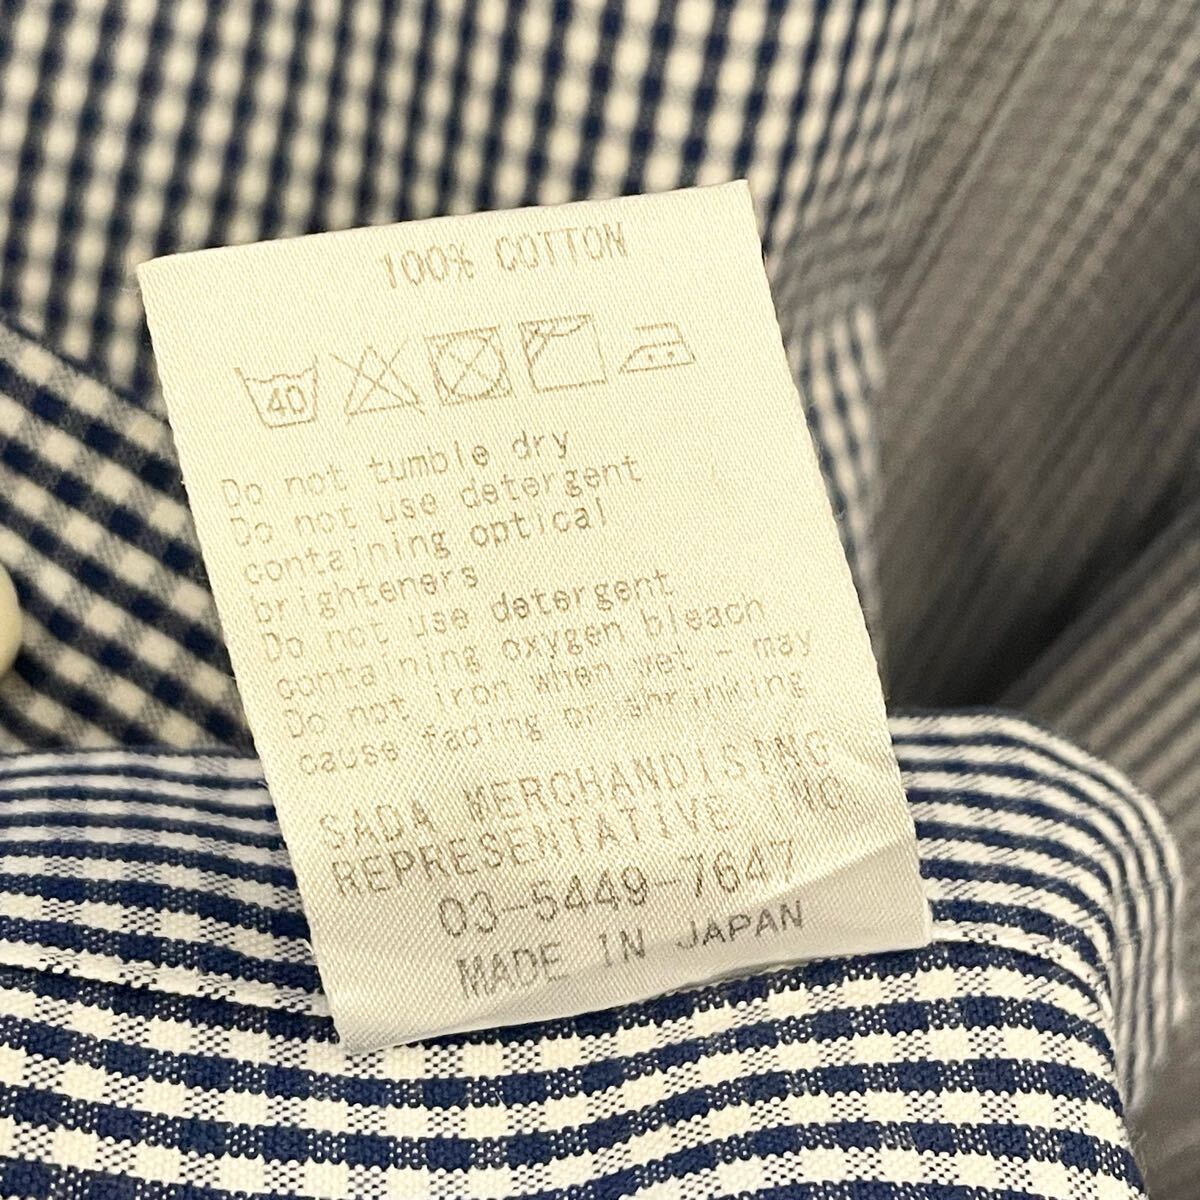 100% COTTON
40
Do not tumble dry
Do not use detergent
containing optical
brighteners
Do not use detergent
containing oxygen bleach
Do not iron when wet - may
cause fading or shrinking
SADA MERCHANDISING
REPRESENTATIVE INC
03-5449-7647
MADE IN JAPAN